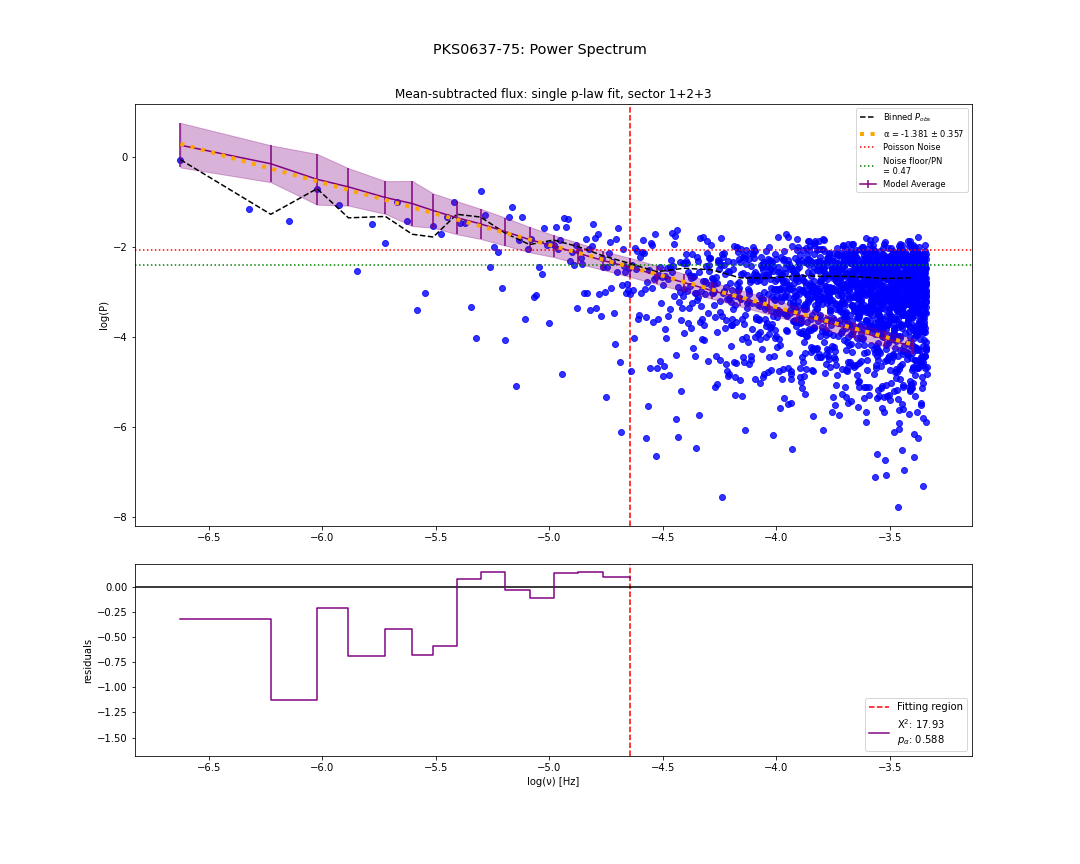 PKS0637-75: Power Spectrum
Mean-subtracted flux: single p-law fit, sector 1+2+3
Binned P_obs
α = -1.381 ± 0.357
Poisson Noise
Noise floor/PN
= 0.47
Model Average
log(P)
0
−2
−4
−6
−8
−6.5 −6.0 −5.5 −5.0 −4.5 −4.0 −3.5
residuals
0.00
−0.25
−0.50
−0.75
−1.00
−1.25
−1.50
Fitting region
X²: 17.93
p_α: 0.588
−6.5 −6.0 −5.5 −5.0 −4.5 −4.0 −3.5
log(ν) [Hz]